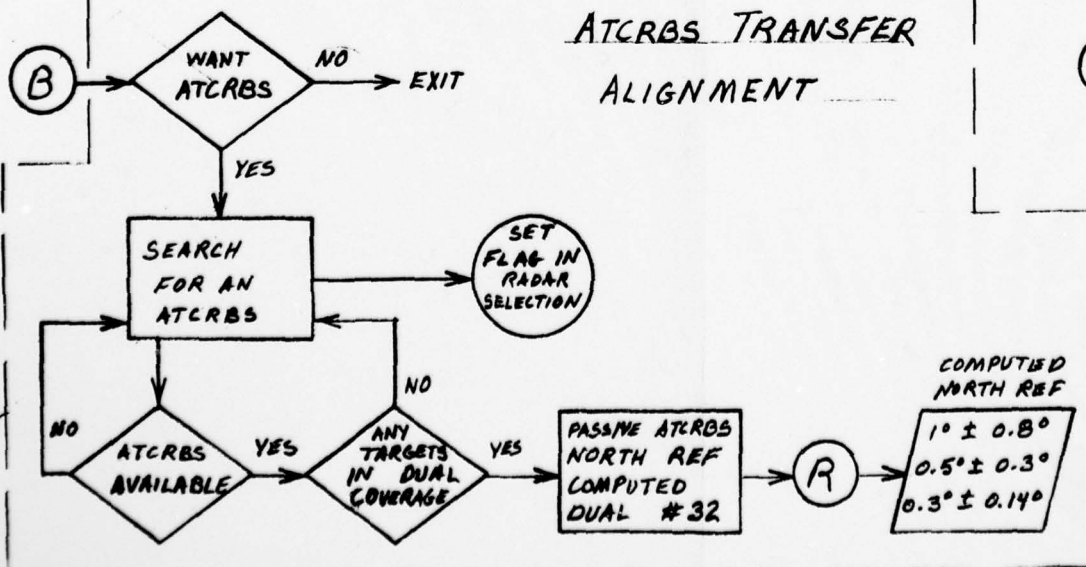 ATCRBS TRANSFER
ALIGNMENT
B
WANT
ATCRBS
NO
EXIT
YES
SEARCH
FOR AN
ATCRBS
SET
FLAG IN
RADAR
SELECTION
NO
ATCRBS
AVAILABLE
YES
NO
ANY
TARGETS
IN DUAL
COVERAGE
YES
PASSIVE ATCRBS
NORTH REF
COMPUTED
DUAL #32
R
COMPUTED
NORTH REF
1° ± 0.8°
0.5° ± 0.3°
0.3° ± 0.14°